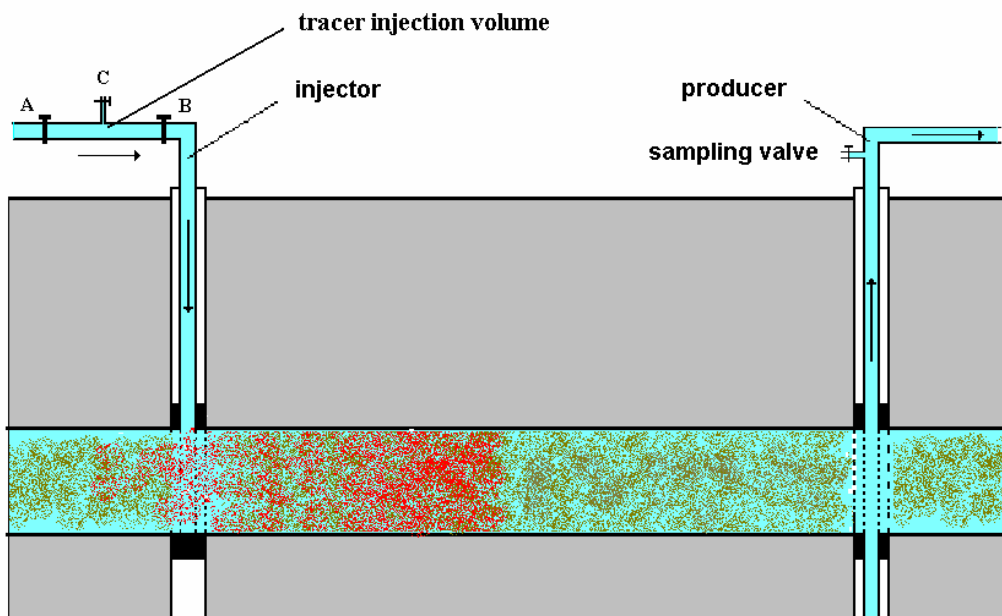 tracer injection volume
C
injector
producer
A
B
sampling valve